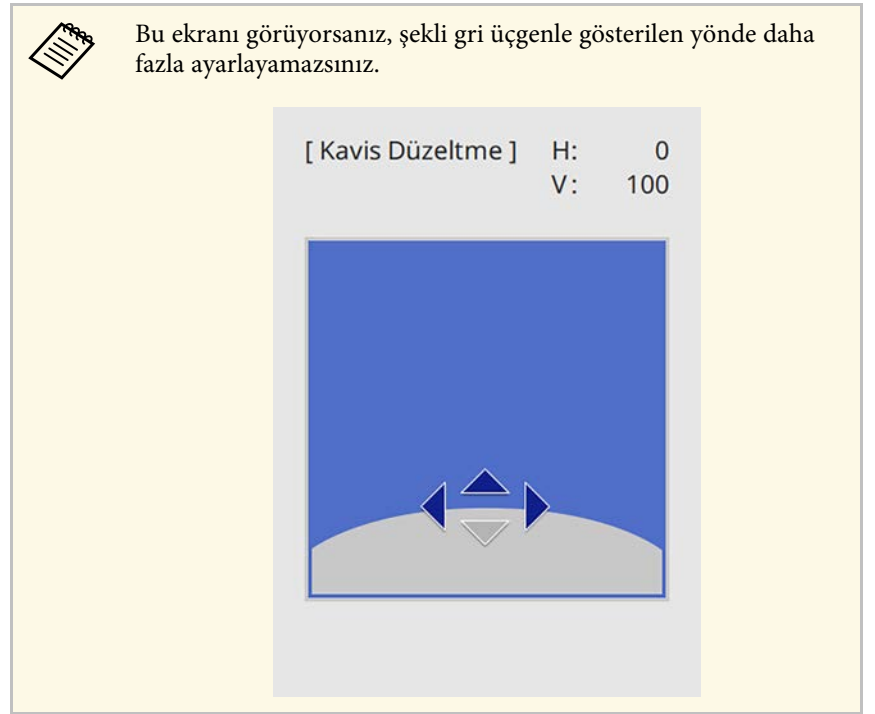 Bu ekranı görüyorsanız, şekli gri üçgenle gösterilen yönde daha
fazla ayarlayamazsınız.
[ Kavis Düzeltme ] H: 0
V: 100